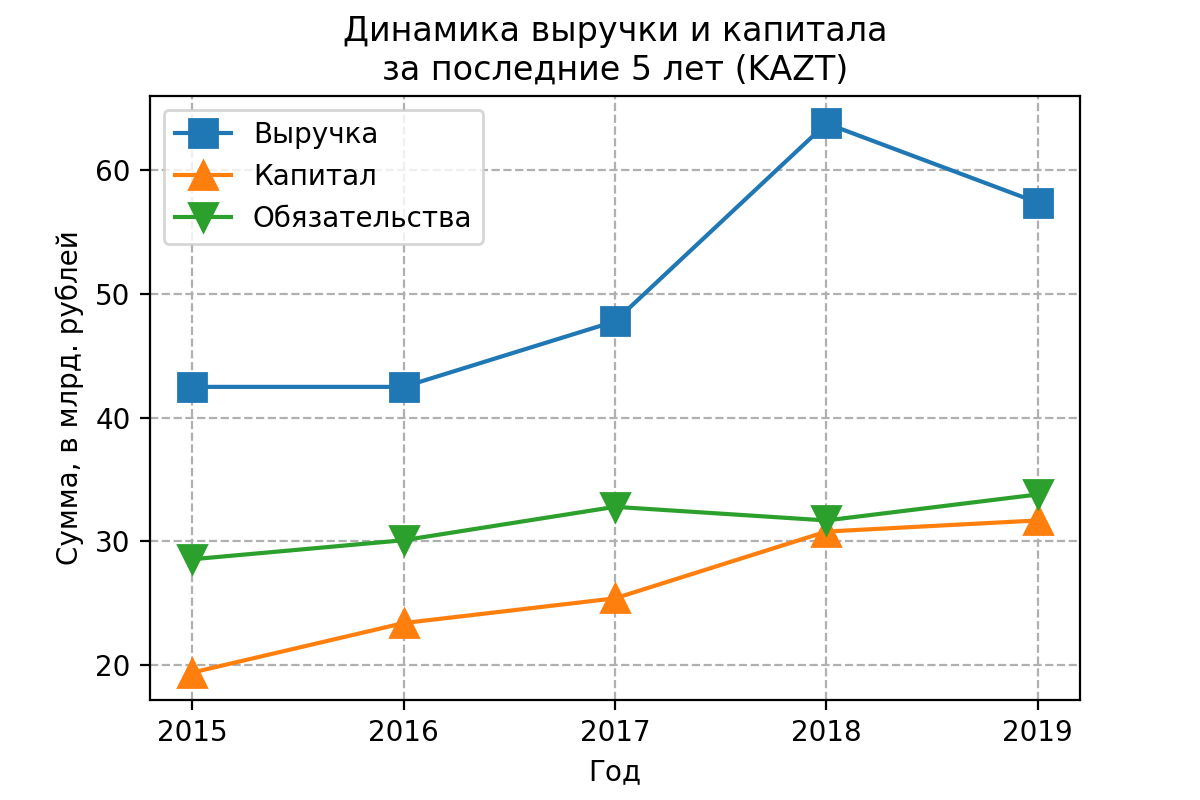 Динамика выручки и капитала
за последние 5 лет (KAZT)
Выручка
Капитал
Обязательства
Сумма, в млрд. рублей
60
50
40
30
20
2015
2016
2017
2018
2019
Год